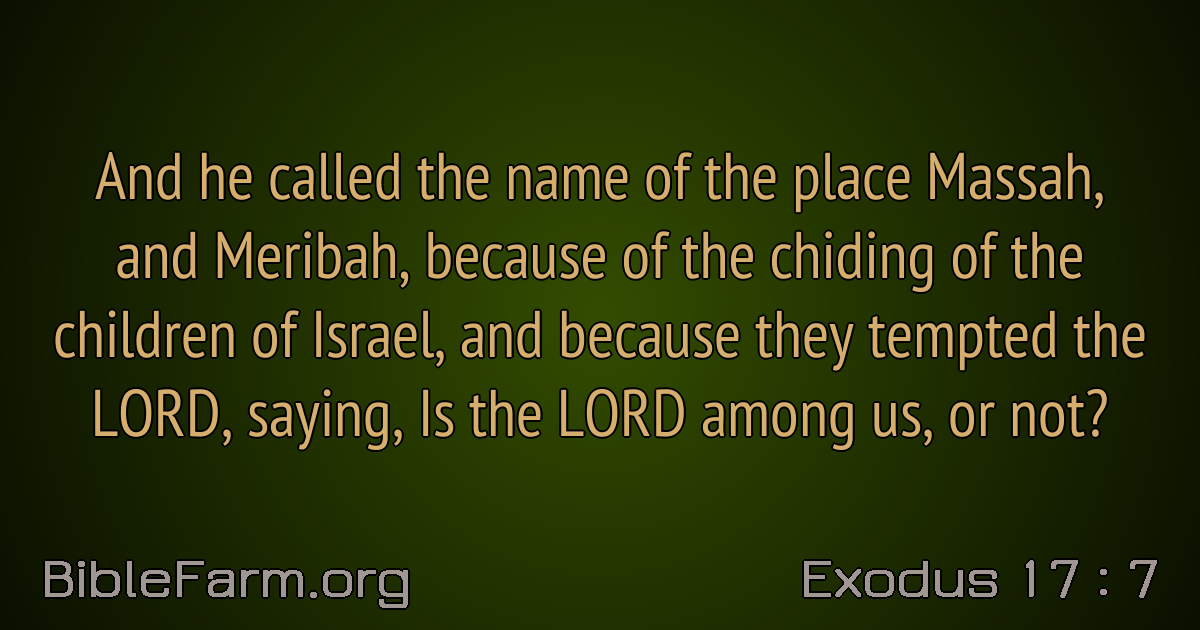 And he called the name of the place Massah,
and Meribah, because of the chiding of the
children of Israel, and because they tempted the
LORD, saying, Is the LORD among us, or not?
BibleFarm.org
Exodus 17 : 7